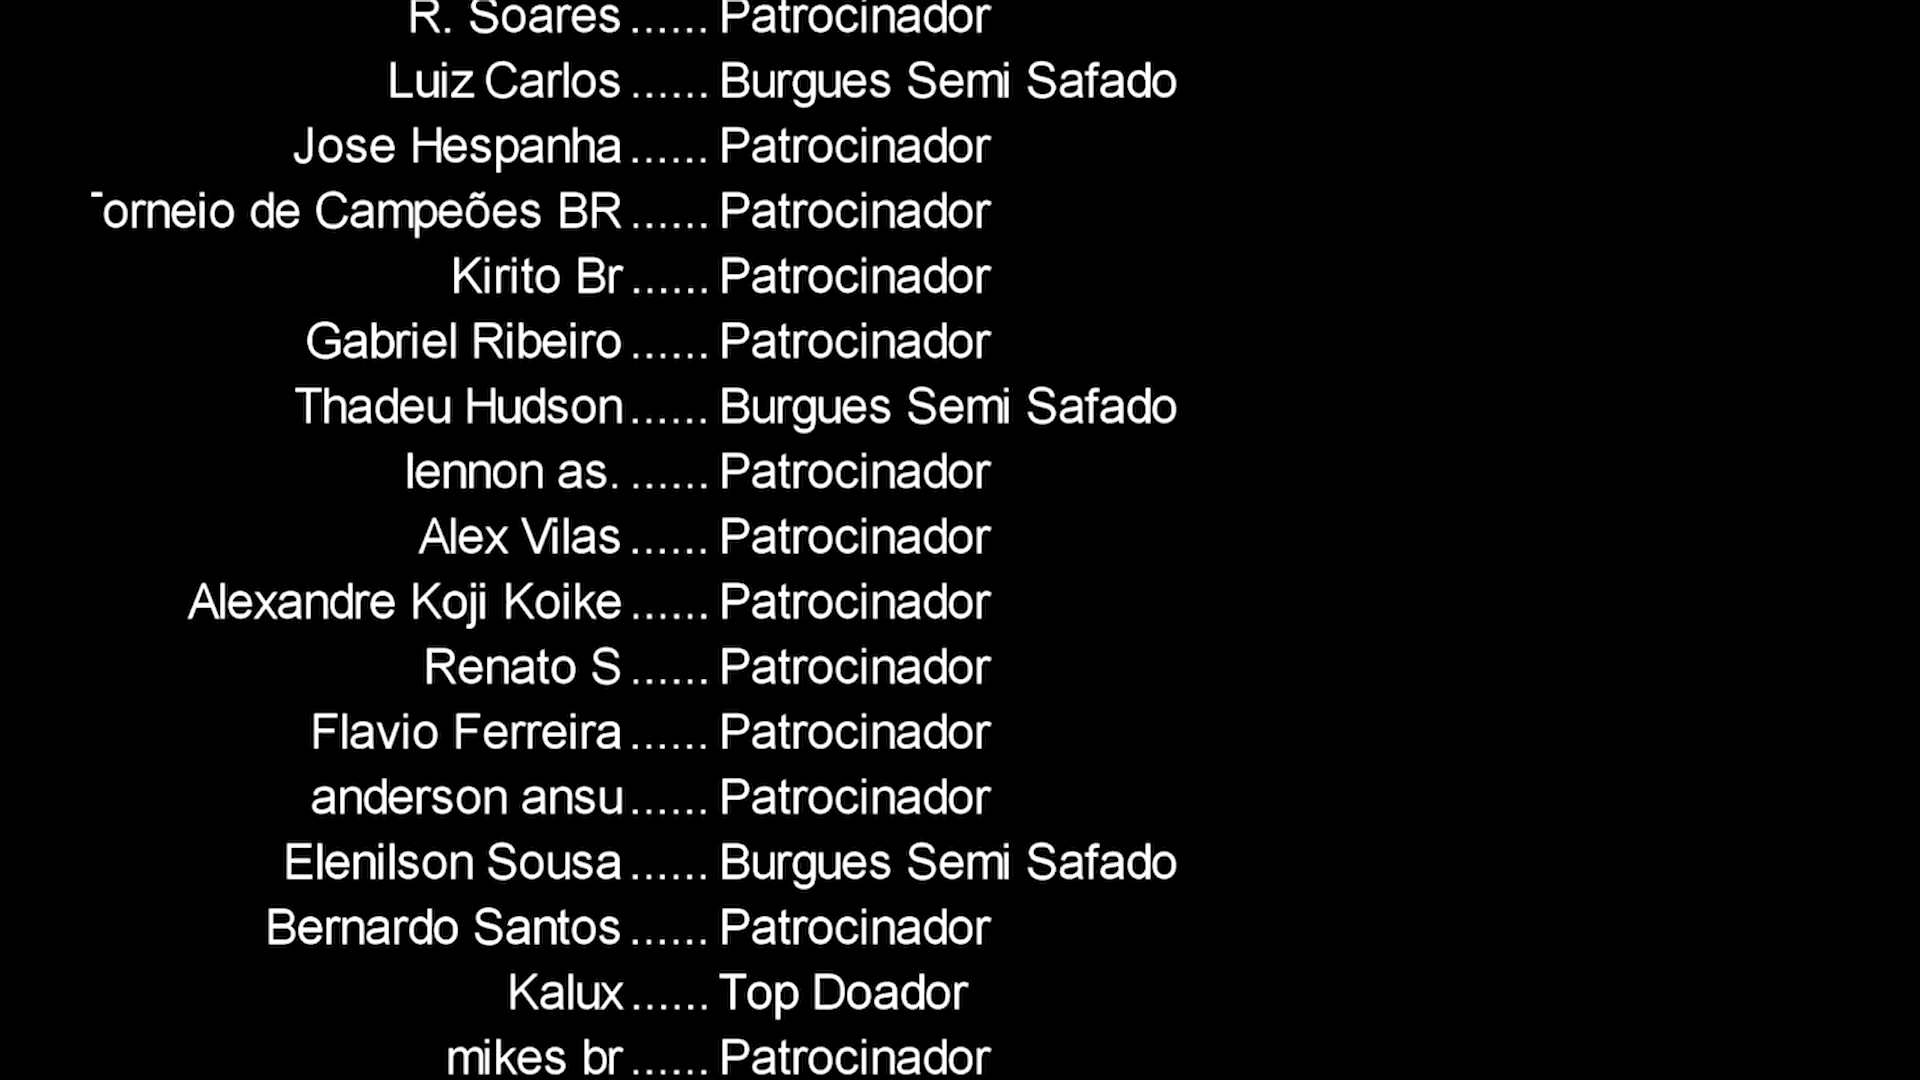 R. Soares ...... Patrocinador
Luiz Carlos ...... Burgues Semi Safado
Jose Hespanha ...... Patrocinador
Torneio de Campeões BR ...... Patrocinador
Kirito Br ...... Patrocinador
Gabriel Ribeiro ...... Patrocinador
Thadeu Hudson ...... Burgues Semi Safado
lennon as. ...... Patrocinador
Alex Vilas ...... Patrocinador
Alexandre Koji Koike ...... Patrocinador
Renato S ...... Patrocinador
Flavio Ferreira ...... Patrocinador
anderson ansu ...... Patrocinador
Elenilson Sousa ...... Burgues Semi Safado
Bernardo Santos ...... Patrocinador
Kalux ...... Top Doador
mikes br ...... Patrocinador